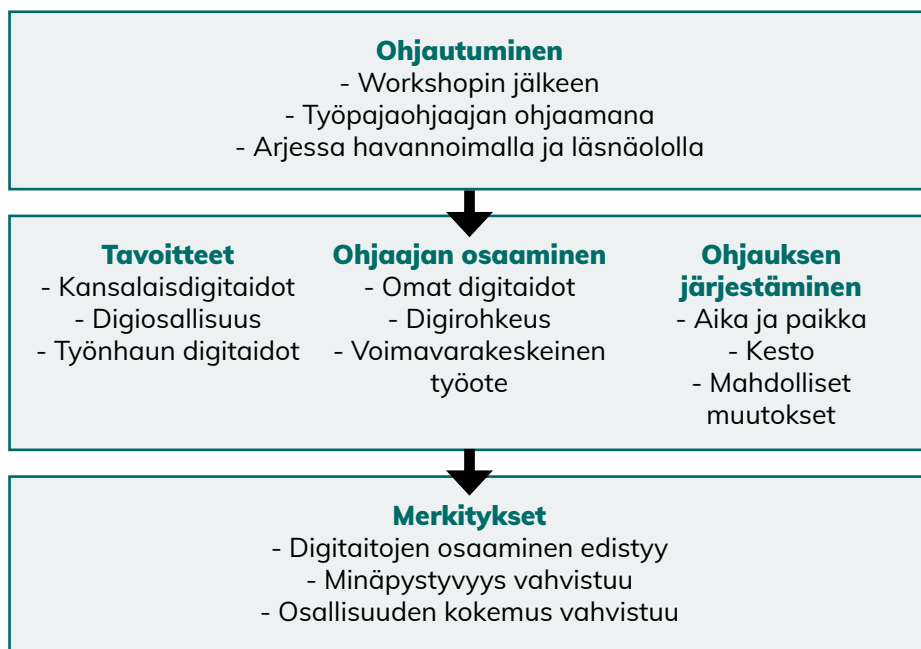 Ohjautuminen
- Workshopin jälkeen
- Työpajaohjaajan ohjaamana
- Arjessa havannoimalla ja läsnäololla
Tavoitteet
- Kansalaisdigitaidot
- Digiosallisuus
- Työnhaun digitaidot
Ohjaajan osaaminen
- Omat digitaidot
- Digirohkeus
- Voimavarakeskeinen
työote
Ohjauksen
järjestäminen
- Aika ja paikka
- Kesto
- Mahdolliset
muutokset
Merkitykset
- Digitaitojen osaaminen edistyy
- Minäpystyvyys vahvistuu
- Osallisuuden kokemus vahvistuu